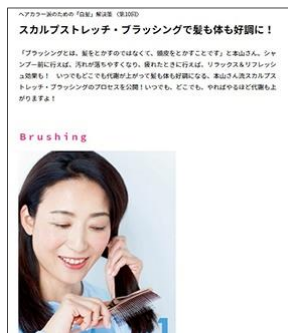 ヘアカラー派のための「白髪」解決策 〈第10回〉
スカルプストレッチ・ブラッシングで髪も体も好調に！
「ブラッシングとは、髪をとかすのではなくて、頭皮をとかすことです」と本山さん。シャ
ンプー前に行えば、汚れが落ちやすくなり、疲れたときに行えば、リラックス＆リフレッシ
ュ効果も！ いつでもどこでも代謝が上がって髪も体も好調になる、本山さん流スカルプス
トレッチ・ブラッシングのプロセスを公開！いつでも、どこでも、やればやるほど代謝も上
がりますよ！
Brushing
1